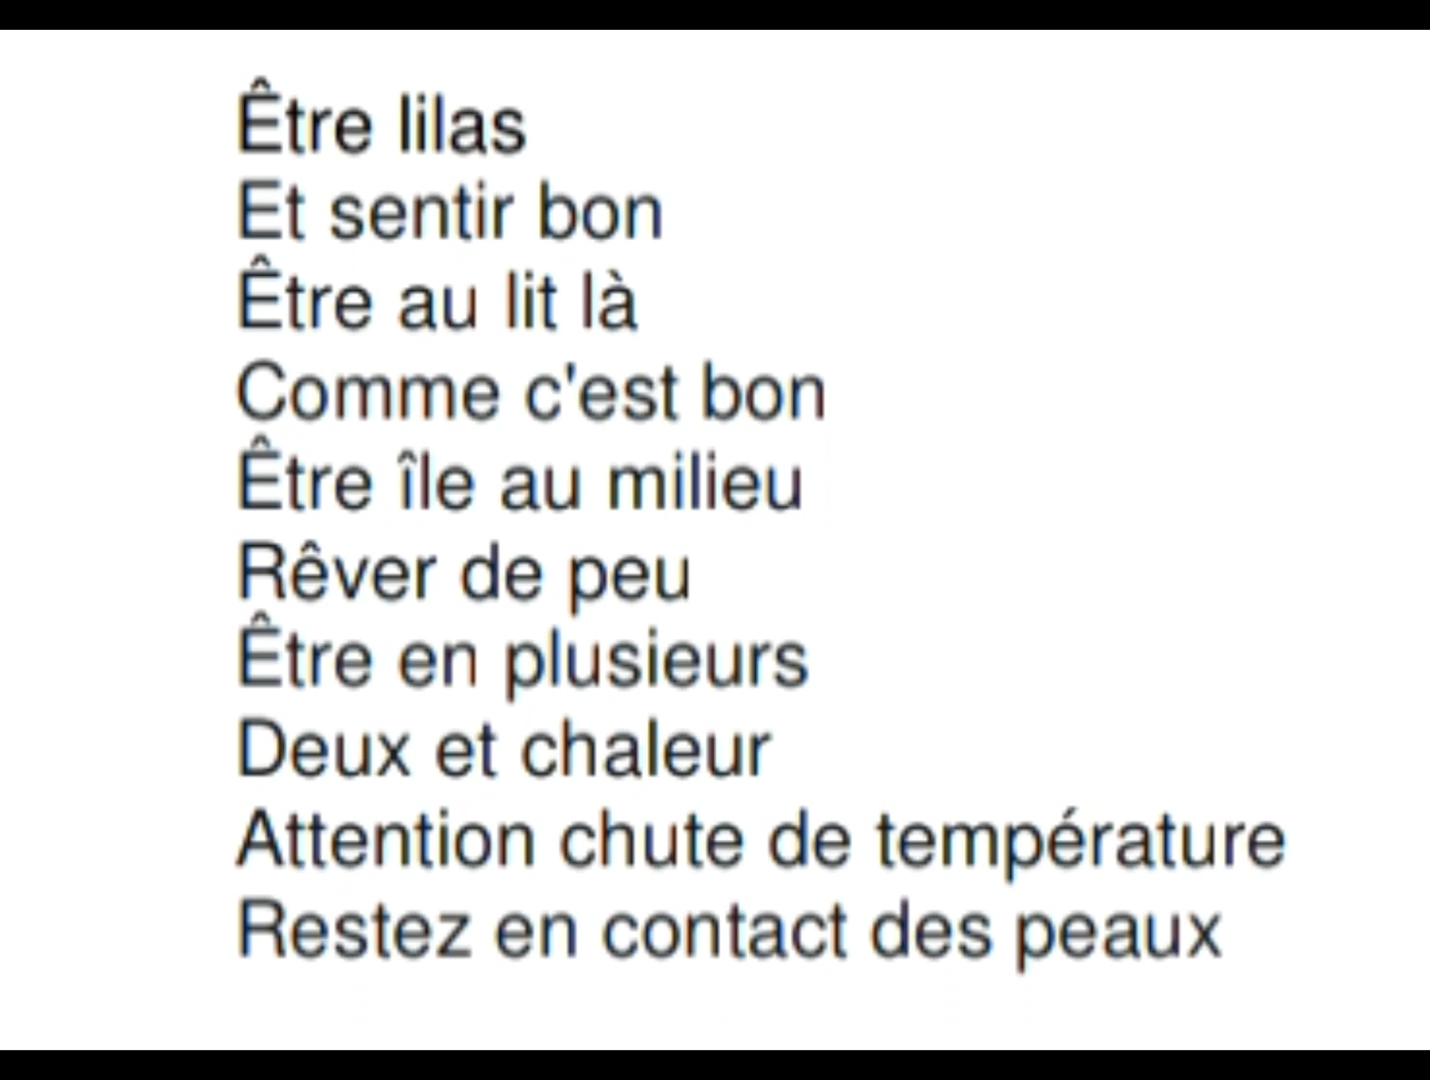 Être lilas
Et sentir bon
Être au lit là
Comme c'est bon
Être île au milieu
Rêver de peu
Être en plusieurs
Deux et chaleur
Attention chute de température
Restez en contact des peaux